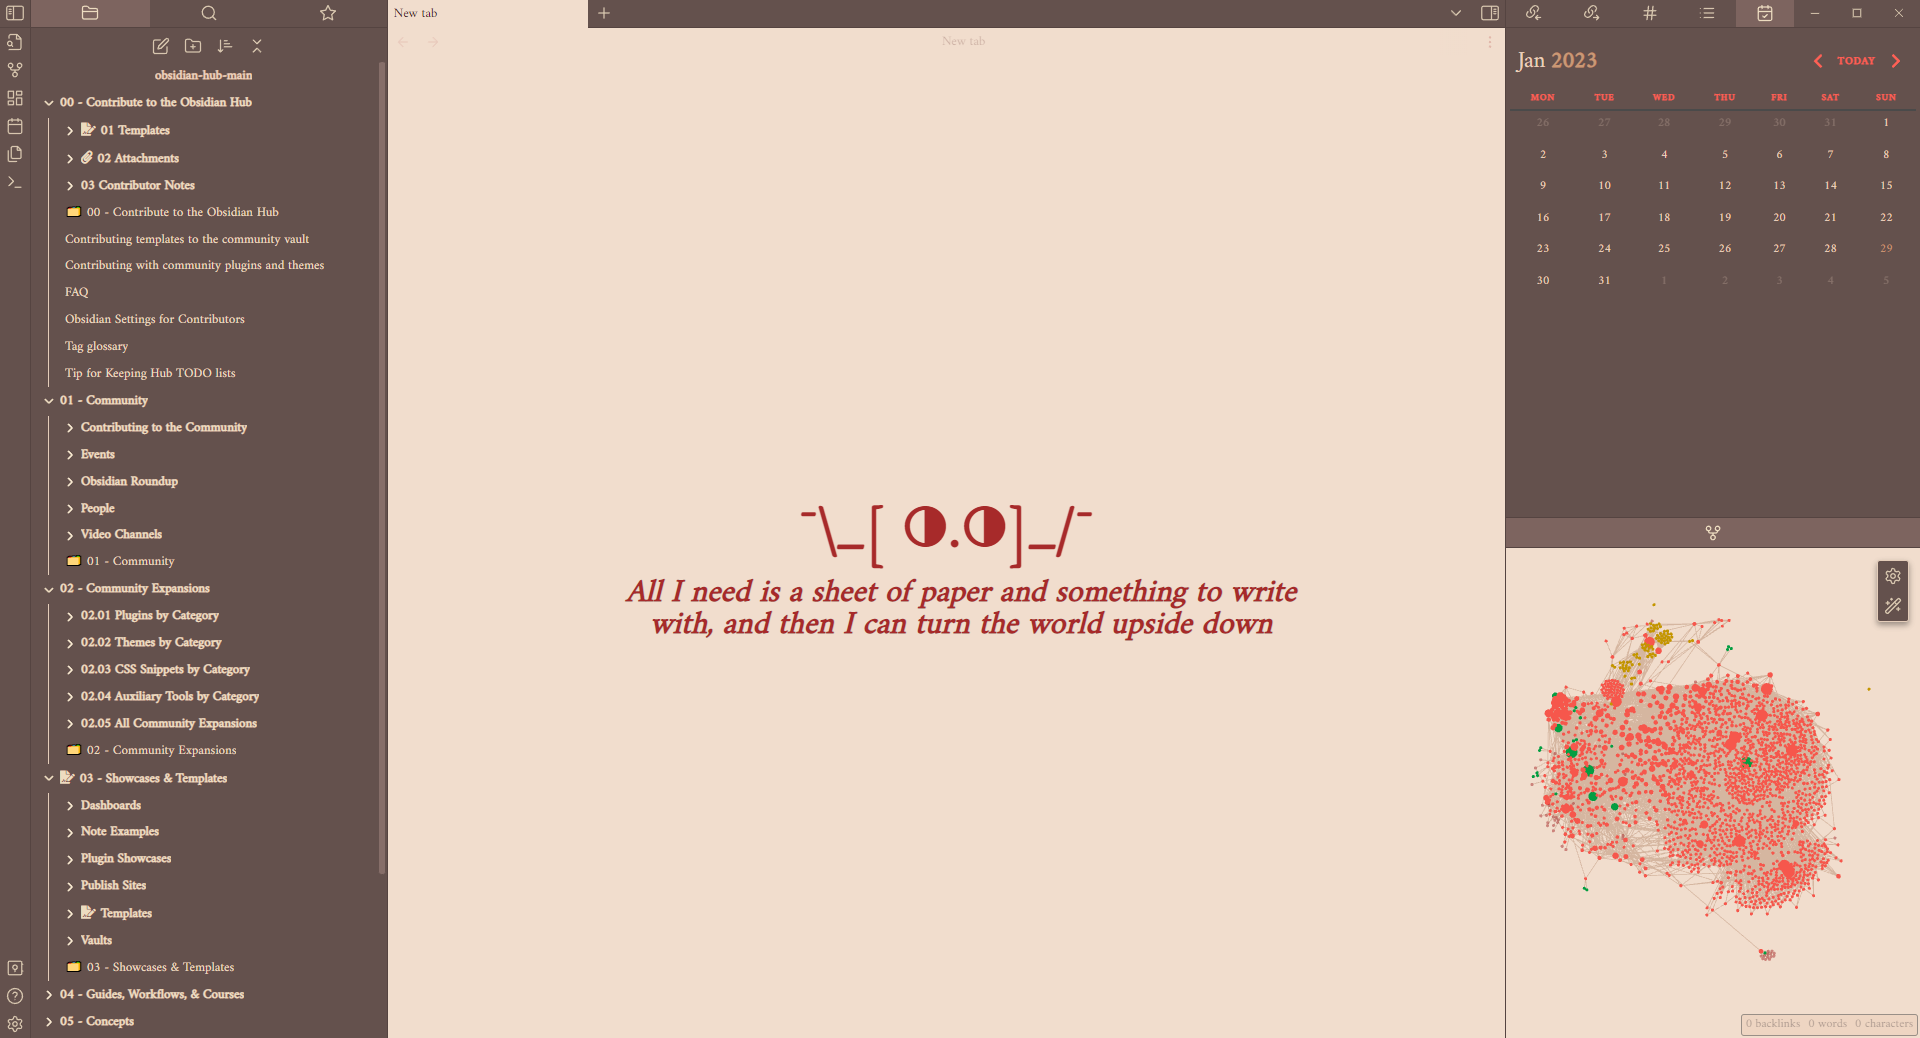 New tab
obsidian-hub-main
00 - Contribute to the Obsidian Hub
01 Templates
02 Attachments
03 Contributor Notes
00 - Contribute to the Obsidian Hub
Contributing templates to the community vault
Contributing with community plugins and themes
FAQ
Obsidian Settings for Contributors
Tag glossary
Tip for Keeping Hub TODO lists
01 - Community
Contributing to the Community
Events
Obsidian Roundup
People
Video Channels
01 - Community
02 - Community Expansions
02.01 Plugins by Category
02.02 Themes by Category
02.03 CSS Snippets by Category
02.04 Auxiliary Tools by Category
02.05 All Community Expansions
02 - Community Expansions
03 - Showcases & Templates
Dashboards
Note Examples
Plugin Showcases
Publish Sites
Templates
Vaults
03 - Showcases & Templates
04 - Guides, Workflows, & Courses
05 - Concepts
New tab
¯\_[ ◑.◑]_/¯
All I need is a sheet of paper and something to write
with, and then I can turn the world upside down
Jan 2023 TODAY
MON TUE WED THU FRI SAT SUN
26 27 28 29 30 31 1
2 3 4 5 6 7 8
9 10 11 12 13 14 15
16 17 18 19 20 21 22
23 24 25 26 27 28 29
30 31 1 2 3 4 5
0 backlinks 0 words 0 characters